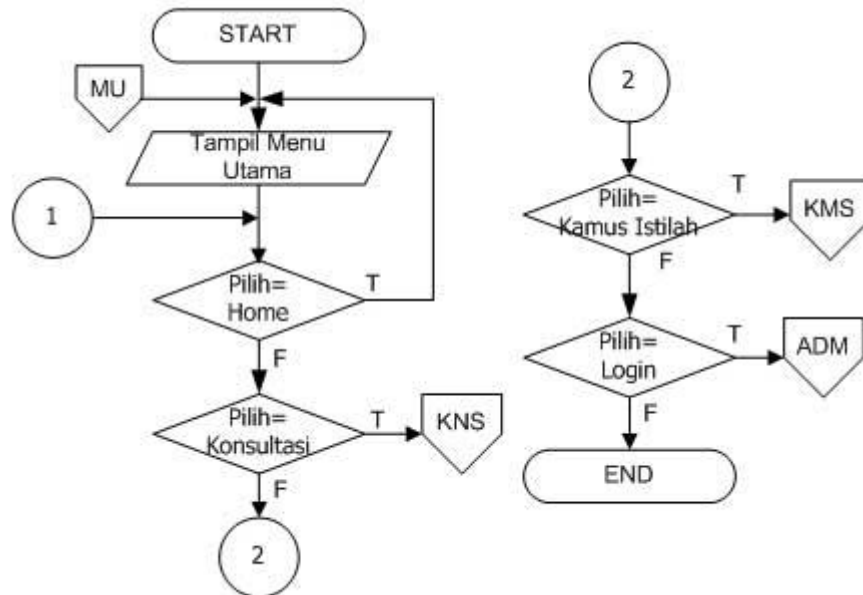 START
MU
Tampil Menu
Utama
1
Pilih=
Home
T
F
Pilih=
Konsultasi
T
KNS
F
2
2
Pilih=
Kamus Istilah
T
KMS
F
Pilih=
Login
T
ADM
F
END